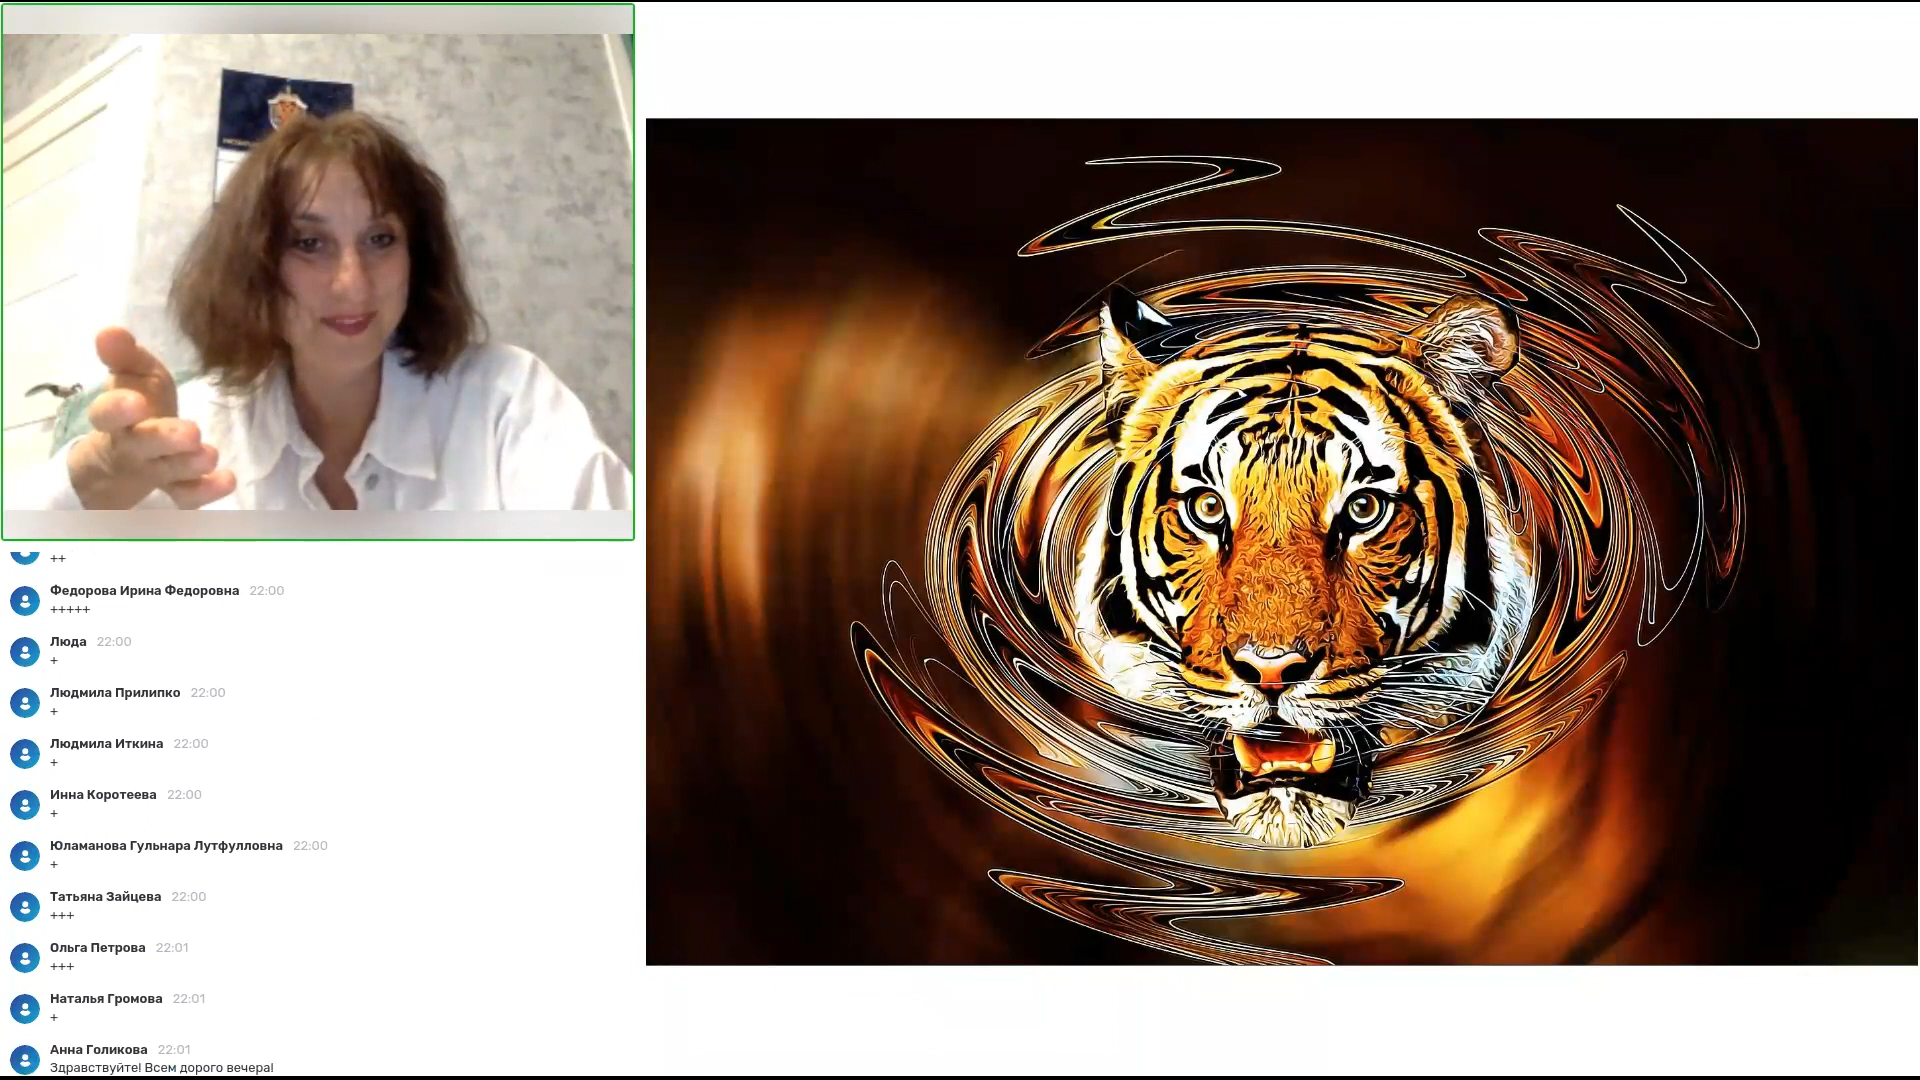 ++
Федорова Ирина Федоровна 22:00
+++++
Люда 22:00
+
Людмила Прилипко 22:00
+
Людмила Иткина 22:00
+
Инна Коротеева 22:00
+
Юламанова Гульнара Лутфулловна 22:00
+
Татьяна Зайцева 22:00
+++
Ольга Петрова 22:01
+++
Наталья Громова 22:01
+
Анна Голикова 22:01
Здравствуйте! Всем дорого вечера!